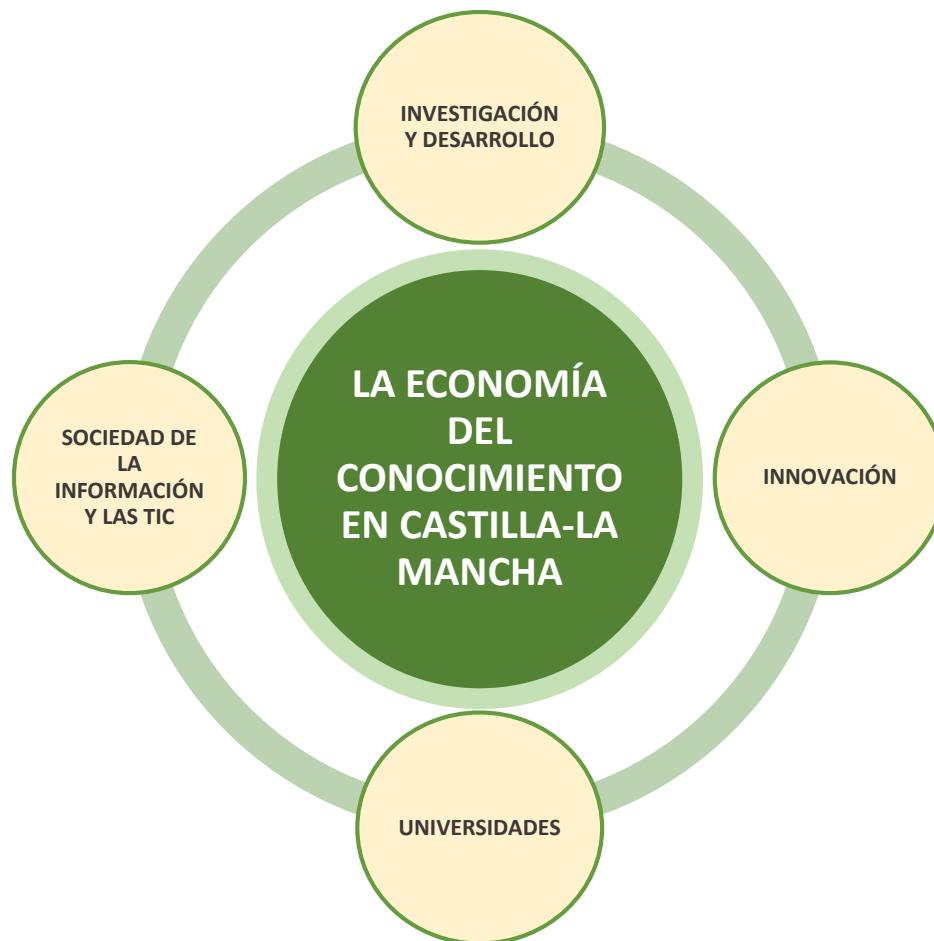 INVESTIGACIÓN
Y DESARROLLO
LA ECONOMÍA
DEL
CONOCIMIENTO
EN CASTILLA-LA
MANCHA
SOCIEDAD DE
LA
INFORMACIÓN
Y LAS TIC
INNOVACIÓN
UNIVERSIDADES